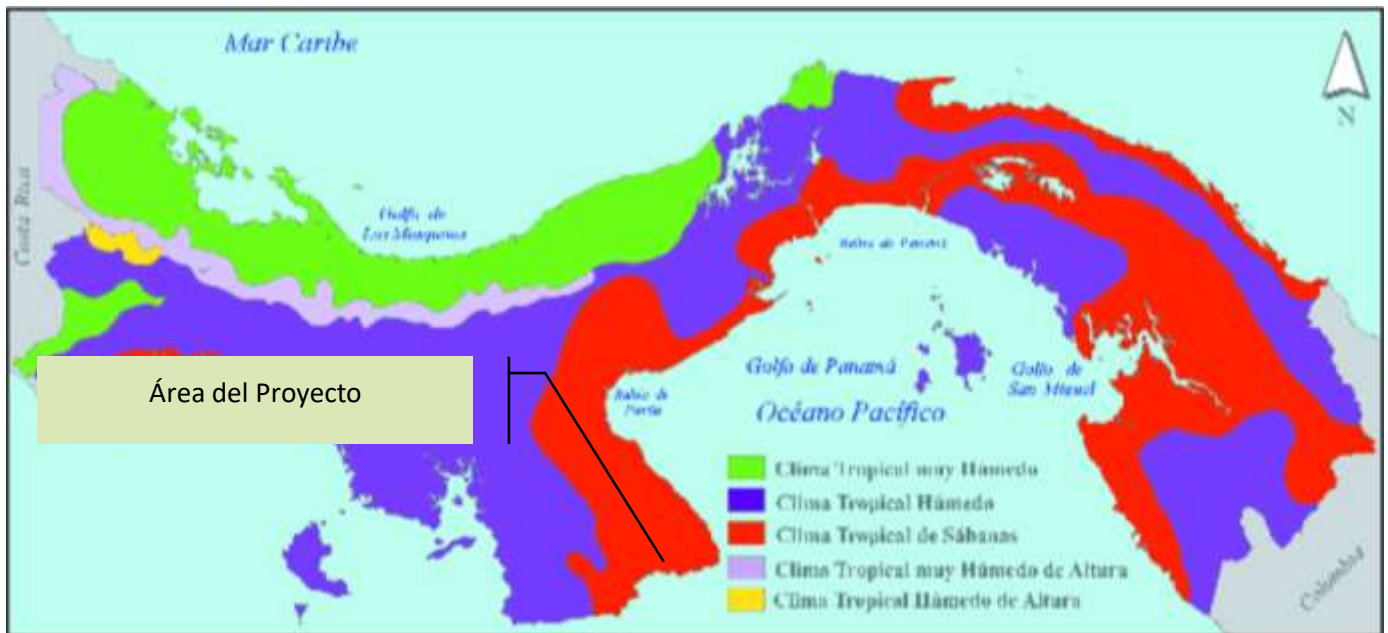 Mar Caribe
N
Costa Rica
Golfo de
Los Mosquitos
Bahía de Panamá
Área del Proyecto
Golfo de Panamá
Golfo de
San Miguel
Bahía de
Parita
Océano Pacífico
Clima Tropical muy Húmedo
Clima Tropical Húmedo
Clima Tropical de Sábanas
Clima Tropical muy Húmedo de Altura
Clima Tropical Húmedo de Altura
Colombia